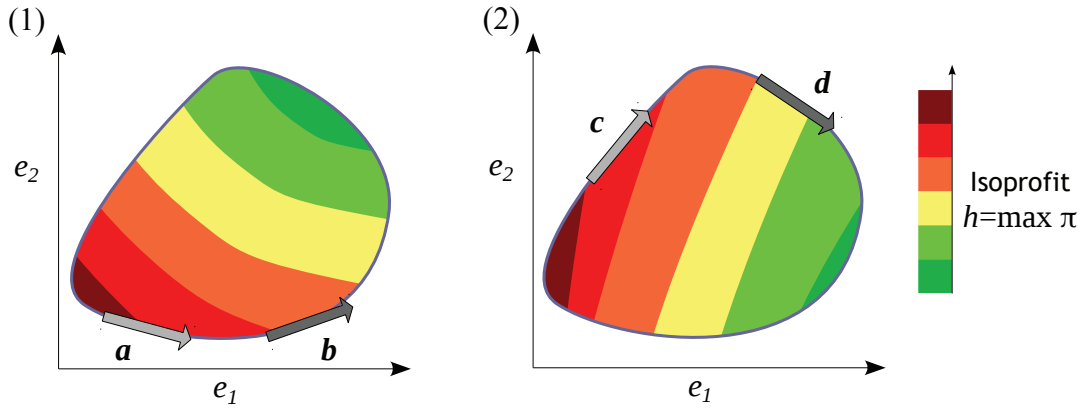 (1)
(2)
e2
a
b
e1
e2
c
d
e1
Isoprofit
h=max π